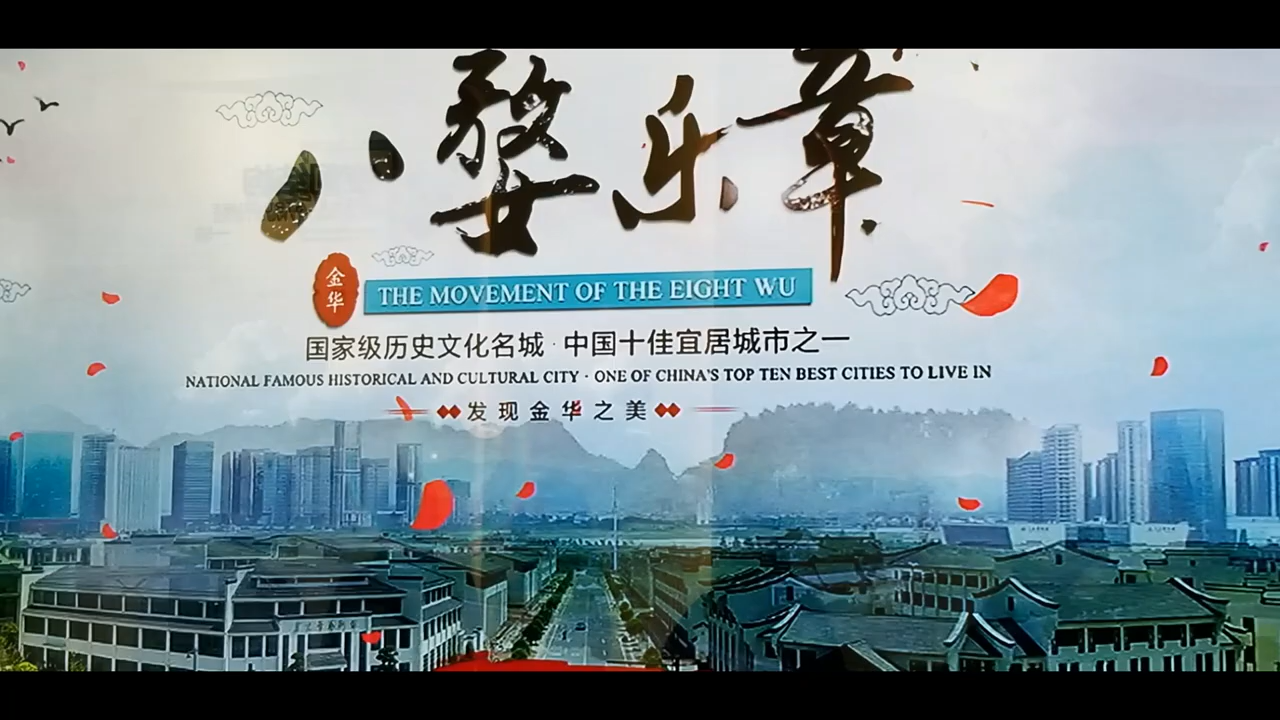 八婺乐章
金华
THE MOVEMENT OF THE EIGHT WU
国家级历史文化名城·中国十佳宜居城市之一
NATIONAL FAMOUS HISTORICAL AND CULTURAL CITY · ONE OF CHINA'S TOP TEN BEST CITIES TO LIVE IN
发现金华之美